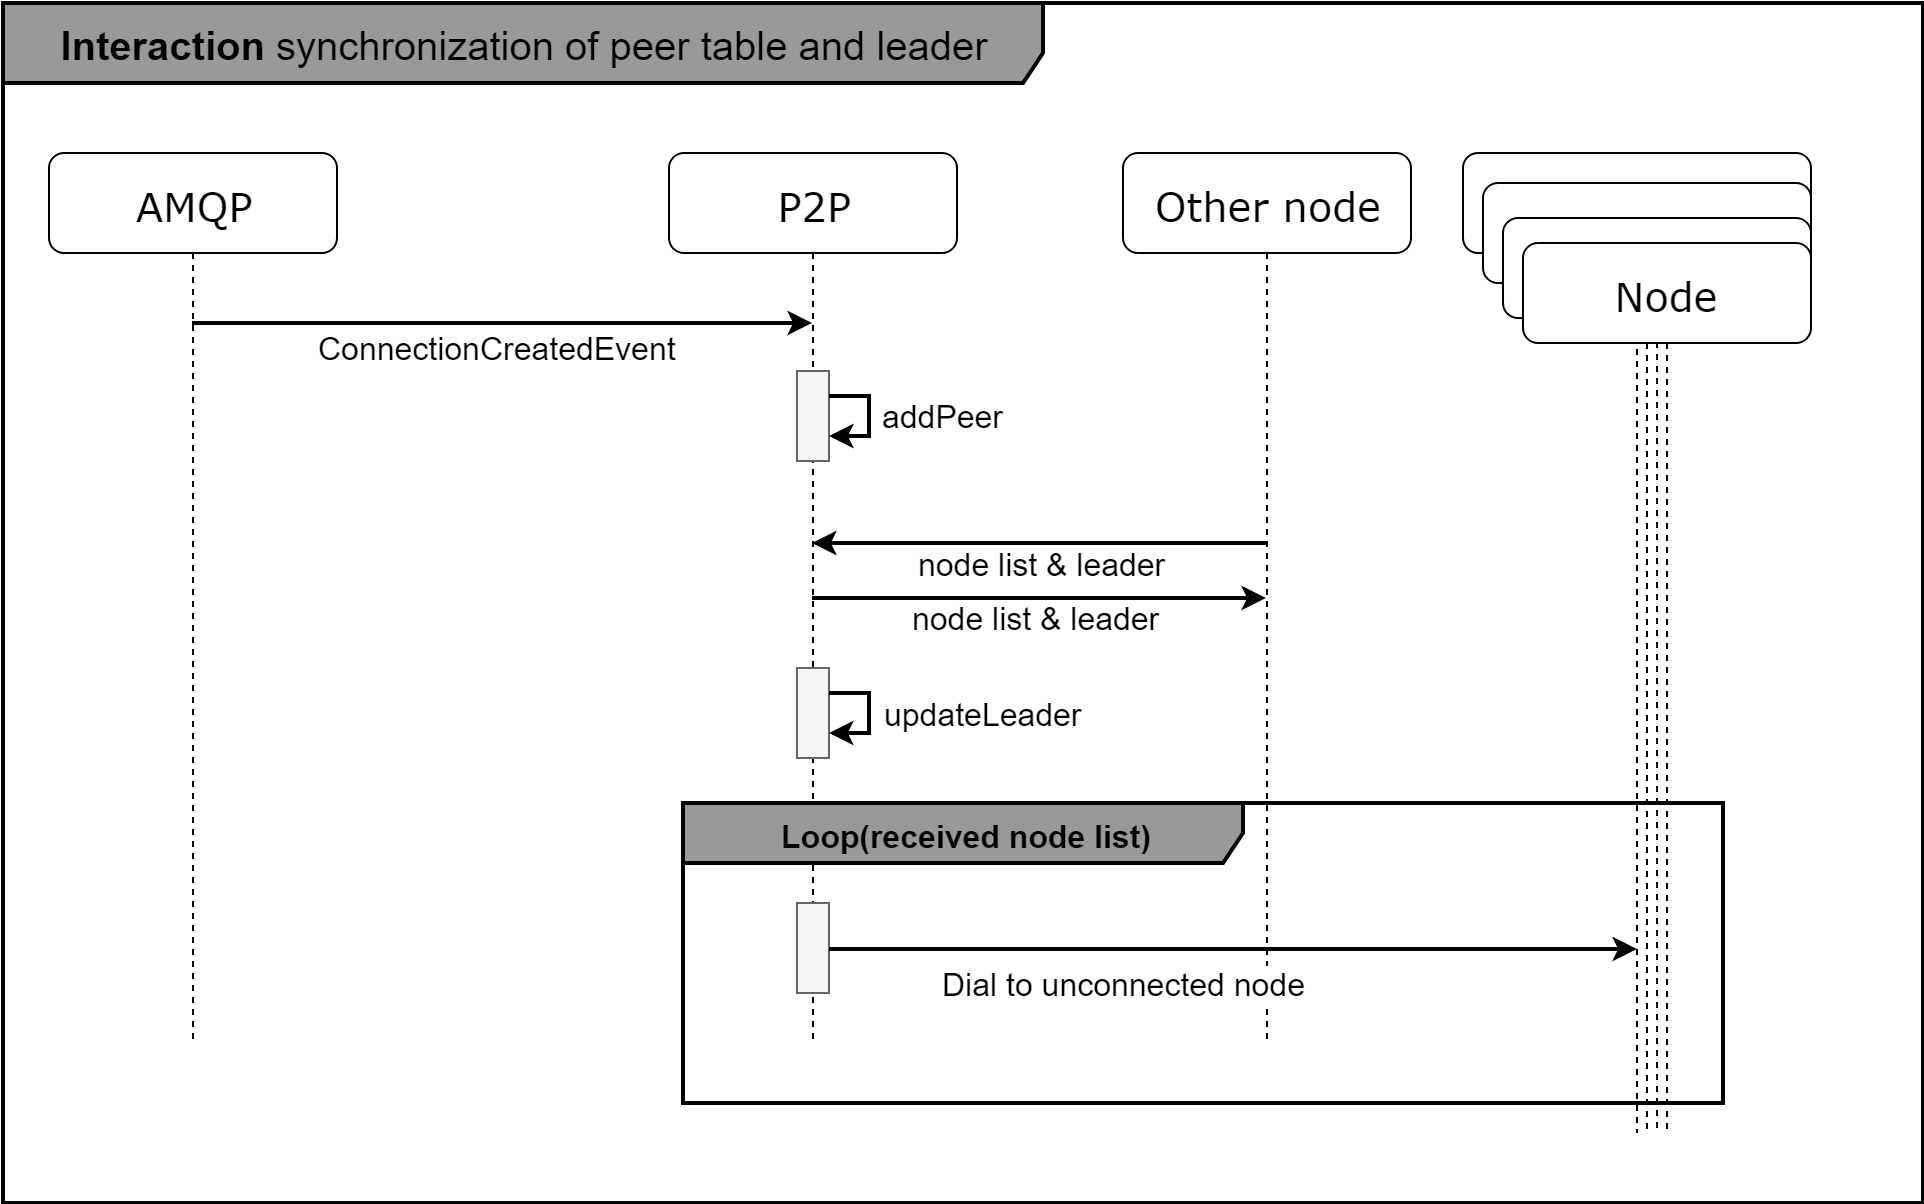 Interaction synchronization of peer table and leader
AMQP
P2P
Other node
Node
ConnectionCreatedEvent
addPeer
node list & leader
node list & leader
updateLeader
Loop(received node list)
Dial to unconnected node